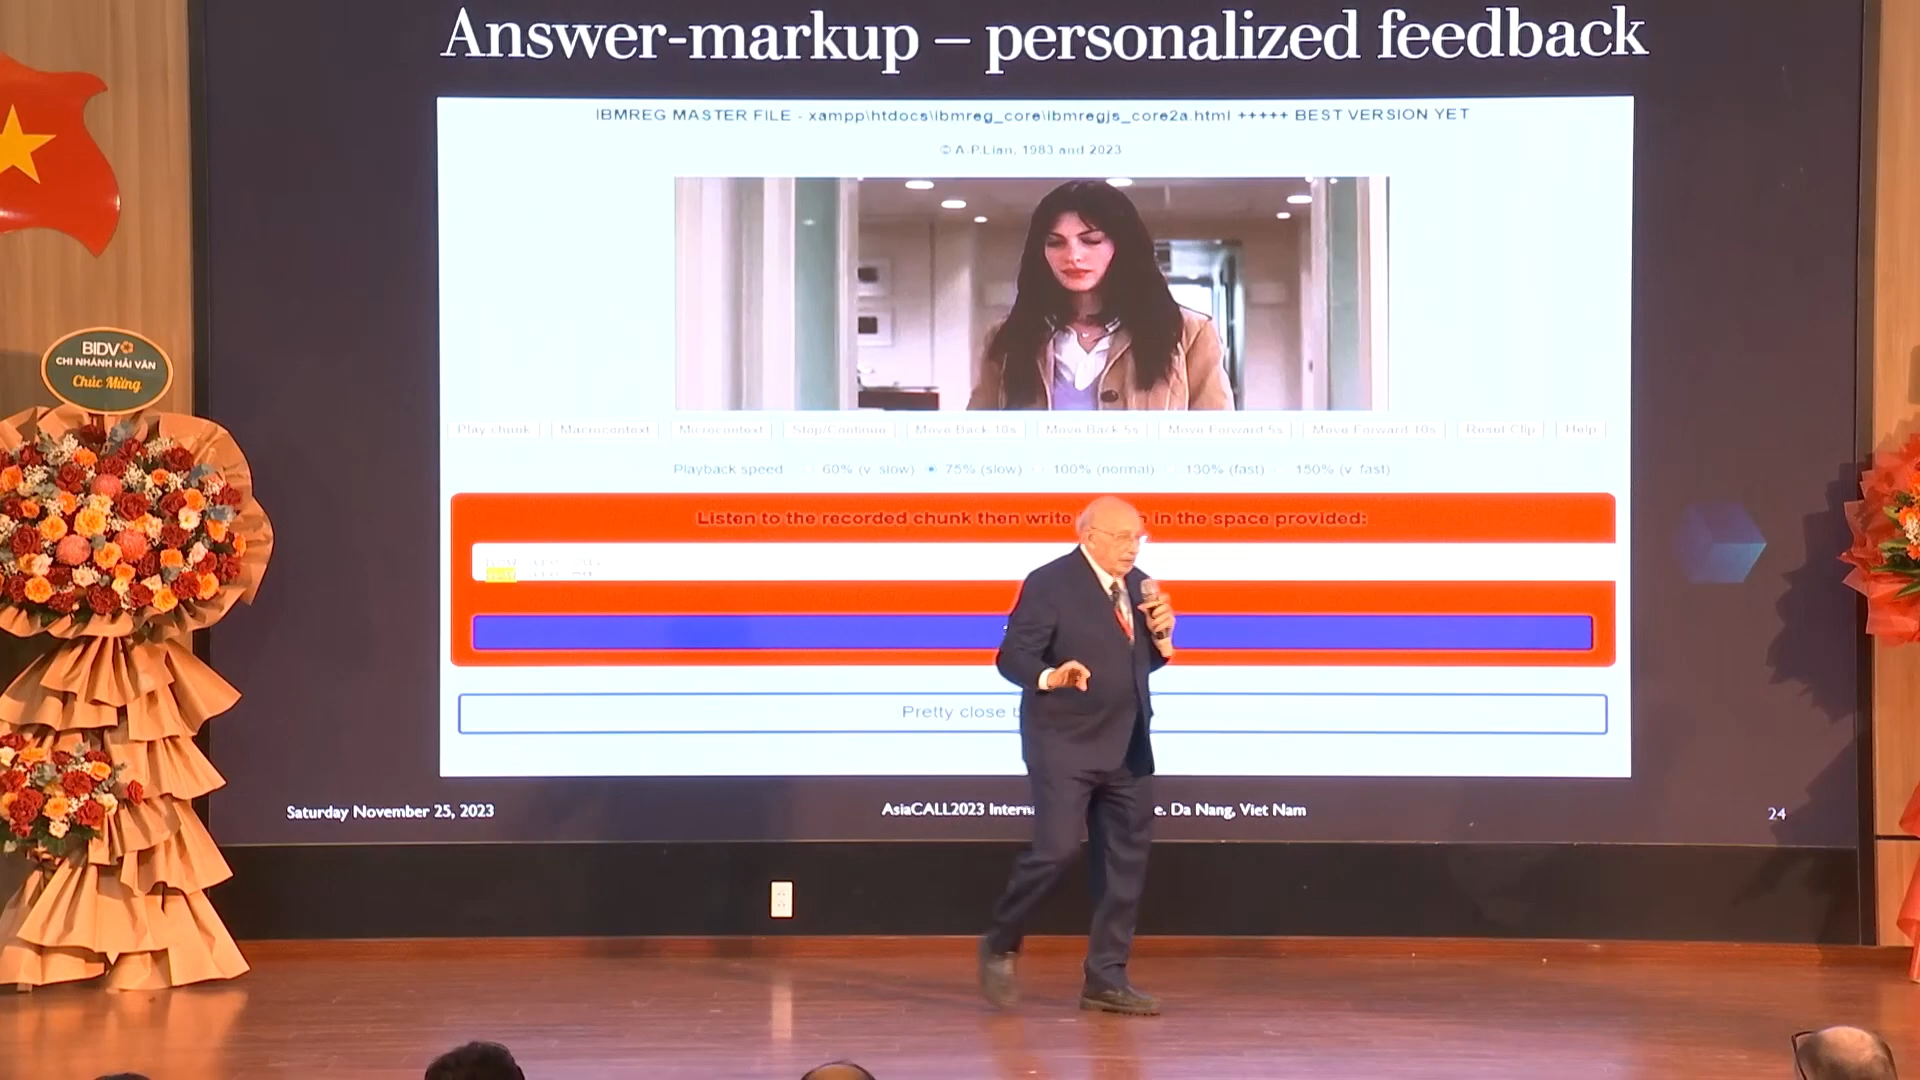 Answer-markup – personalized feedback
IBMREG MASTER FILE - xampp\htdocs\ibmreg_core\ibmregjs_core2a.html +++++ BEST VERSION YET
© A.P.Lian, 1983 and 2023
BIDV
CHI NHÁNH HẢI VÂN
Chúc Mừng
Play chunk Macrocontext Microcontext Stop/Continue Move Back 10s Move Back 5s Move Forward 5s Move Forward 10s Reset Clip Help
Playback speed 60% (v. slow) 75% (slow) 100% (normal) 130% (fast) 150% (v. fast)
Listen to the recorded chunk then write in the space provided:
Pretty close
Saturday November 25, 2023
AsiaCALL2023 Da Nang, Viet Nam
24